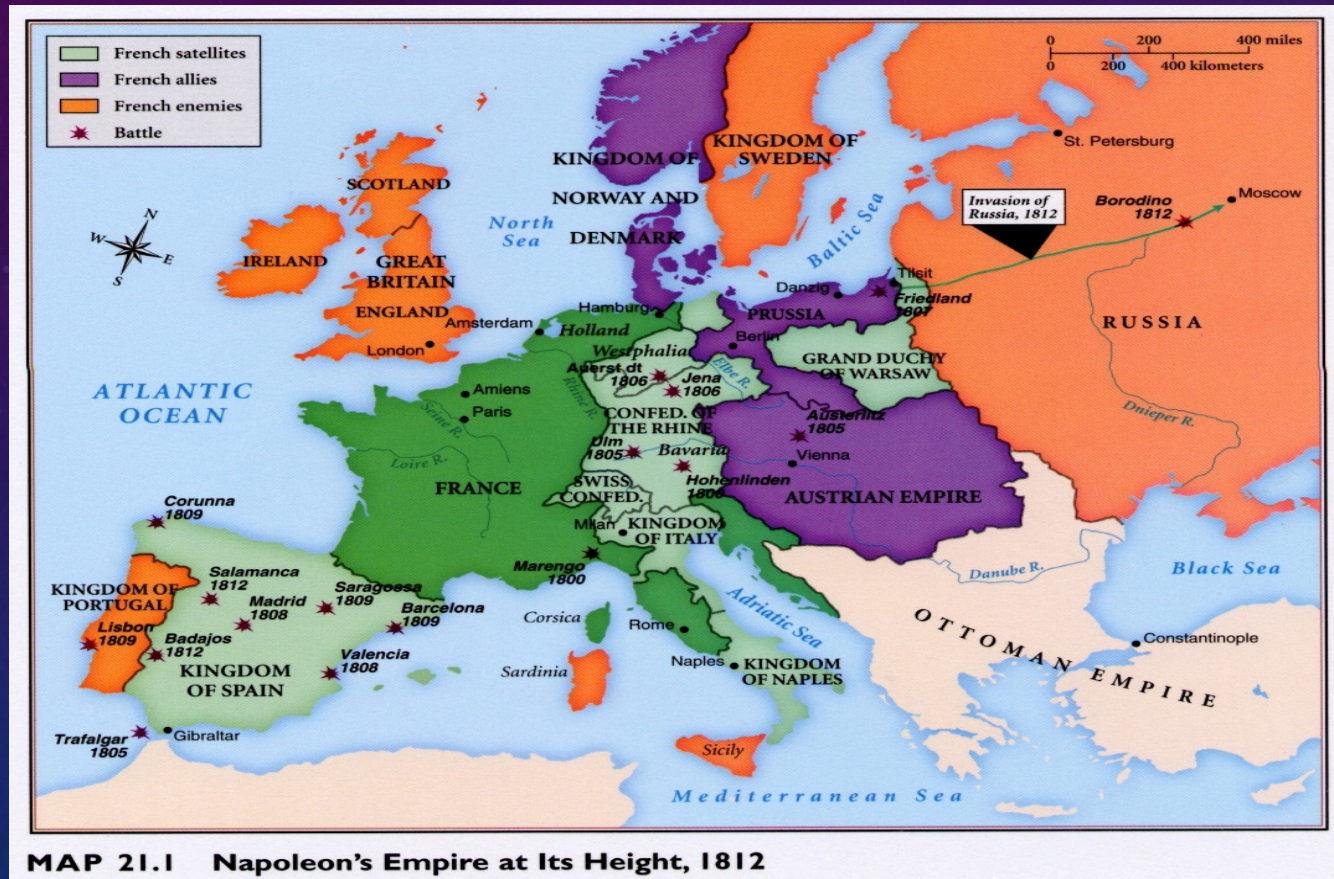 French satellites
French allies
French enemies
Battle
0 200 400 miles
0 200 400 kilometers
N
W
E
S
KINGDOM OF
NORWAY AND
DENMARK
KINGDOM OF
SWEDEN
St. Petersburg
Moscow
Borodino
1812
Invasion of
Russia, 1812
SCOTLAND
IRELAND
GREAT
BRITAIN
ENGLAND
London
North
Sea
Baltic Sea
Tilsit
Danzig
Friedland
1807
PRUSSIA
Berlin
RUSSIA
Dnieper R.
GRAND DUCHY
OF WARSAW
Hamburg
Amsterdam
Holland
Westphalia
Auerst dt
1806
Jena
1806
Elbe R.
Rhine R.
CONFED. OF
THE RHINE
Ulm
1805
Bavaria
Hohenlinden
Austerlitz
1805
Vienna
AUSTRIAN EMPIRE
ATLANTIC
OCEAN
Amiens
Paris
Seine R.
Loire R.
FRANCE
SWISS
CONFED.
Milan
KINGDOM
OF ITALY
Marengo
1800
Corunna
1809
KINGDOM OF
PORTUGAL
Lisbon
1809
Salamanca
1812
Madrid
1808
Saragossa
1809
Barcelona
1809
Badajos
1812
Valencia
1808
KINGDOM
OF SPAIN
Trafalgar
1805
Gibraltar
Corsica
Sardinia
Rome
Adriatic Sea
Naples
KINGDOM
OF NAPLES
Sicily
Danube R.
Black Sea
Constantinople
OTTOMAN EMPIRE
Mediterranean Sea
MAP 21.1 Napoleon's Empire at Its Height, 1812